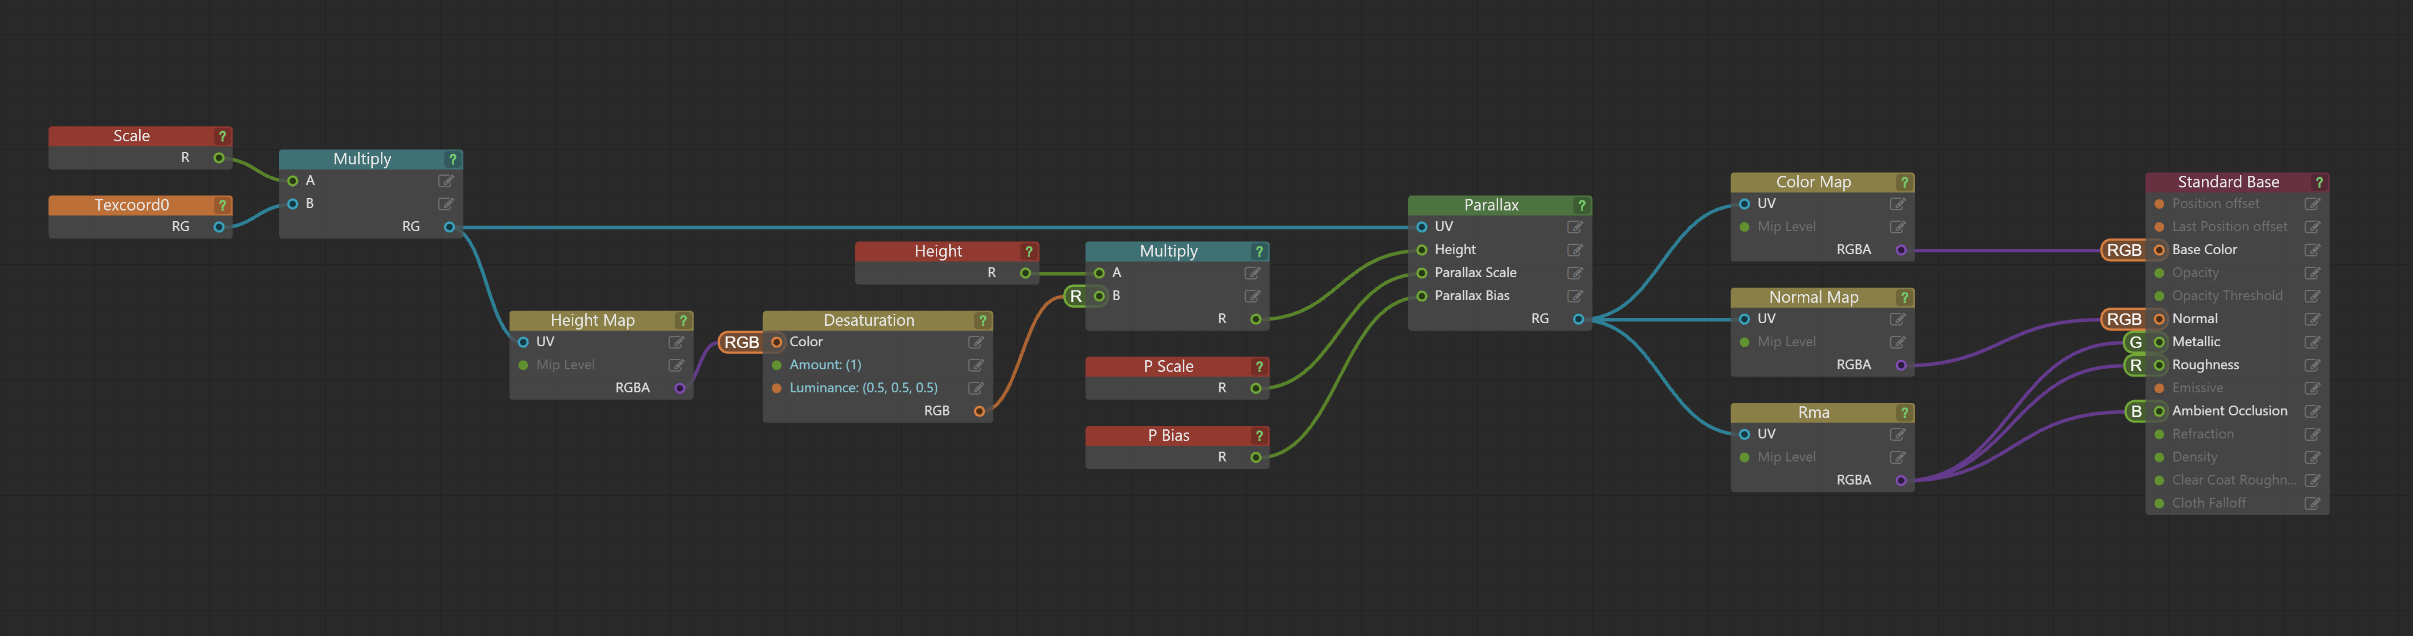 Scale ?
R
Texcoord0 ?
RG
Multiply ?
A
B
RG
Height Map ?
UV
Mip Level
RGBA
Desaturation ?
RGB Color
Amount: (1)
Luminance: (0.5, 0.5, 0.5)
RGB
Height ?
R
Multiply ?
A
R B
R
P Scale ?
R
P Bias ?
R
Parallax ?
UV
Height
Parallax Scale
Parallax Bias
RG
Color Map ?
UV
Mip Level
RGBA
Normal Map ?
UV
Mip Level
RGBA
Rma ?
UV
Mip Level
RGBA
Standard Base ?
Position offset
Last Position offset
RGB Base Color
Opacity
Opacity Threshold
RGB Normal
G Metallic
R Roughness
Emissive
B Ambient Occlusion
Refraction
Density
Clear Coat Roughn...
Cloth Falloff